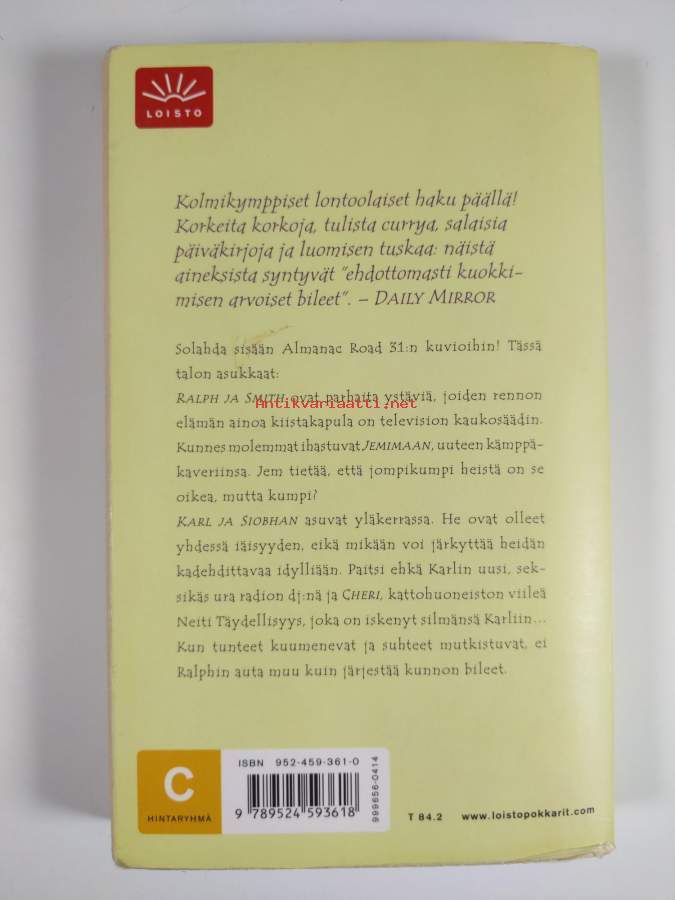 LOISTO
Kolmikymppiset lontoolaiset haku päällä!
Korkeita korkoja, tulista currya, salaisia
päiväkirjoja ja luomisen tuskaa: näistä
aineksista syntyvät "ehdottomasti kuokki-
misen arvoiset bileet". – DAILY MIRROR
Solahda sisään Almanac Road 31:n kuvioihin! Tässä
talon asukkaat:
Antikvariaatti.net
RALPH JA SMITH ovat parhaita ystäviä, joiden rennon
elämän ainoa kiistakapula on television kaukosäädin.
Kunnes molemmat ihastuvat JEMIMAAN, uuteen kämppä-
kaveriinsa. Jem tietää, että jompikumpi heistä on se
oikea, mutta kumpi?
KARL JA SIOBHAN asuvat yläkerrassa. He ovat olleet
yhdessä iäisyyden, eikä mikään voi järkyttää heidän
kadehdittavaa idylliään. Paitsi ehkä Karlin uusi, sek-
sikäs ura radion dj:nä ja CHERI, kattohuoneiston viileä
Neiti Täydellisyys, joka on iskenyt silmänsä Karliin...
Kun tunteet kuumenevat ja suhteet mutkistuvat, ei
Ralphin auta muu kuin järjestää kunnon bileet.
C
HINTARYHMÄ
ISBN 952-459-361-0
9 789524 593618
999656-0414
T 84.2 www.loistopokkarit.com